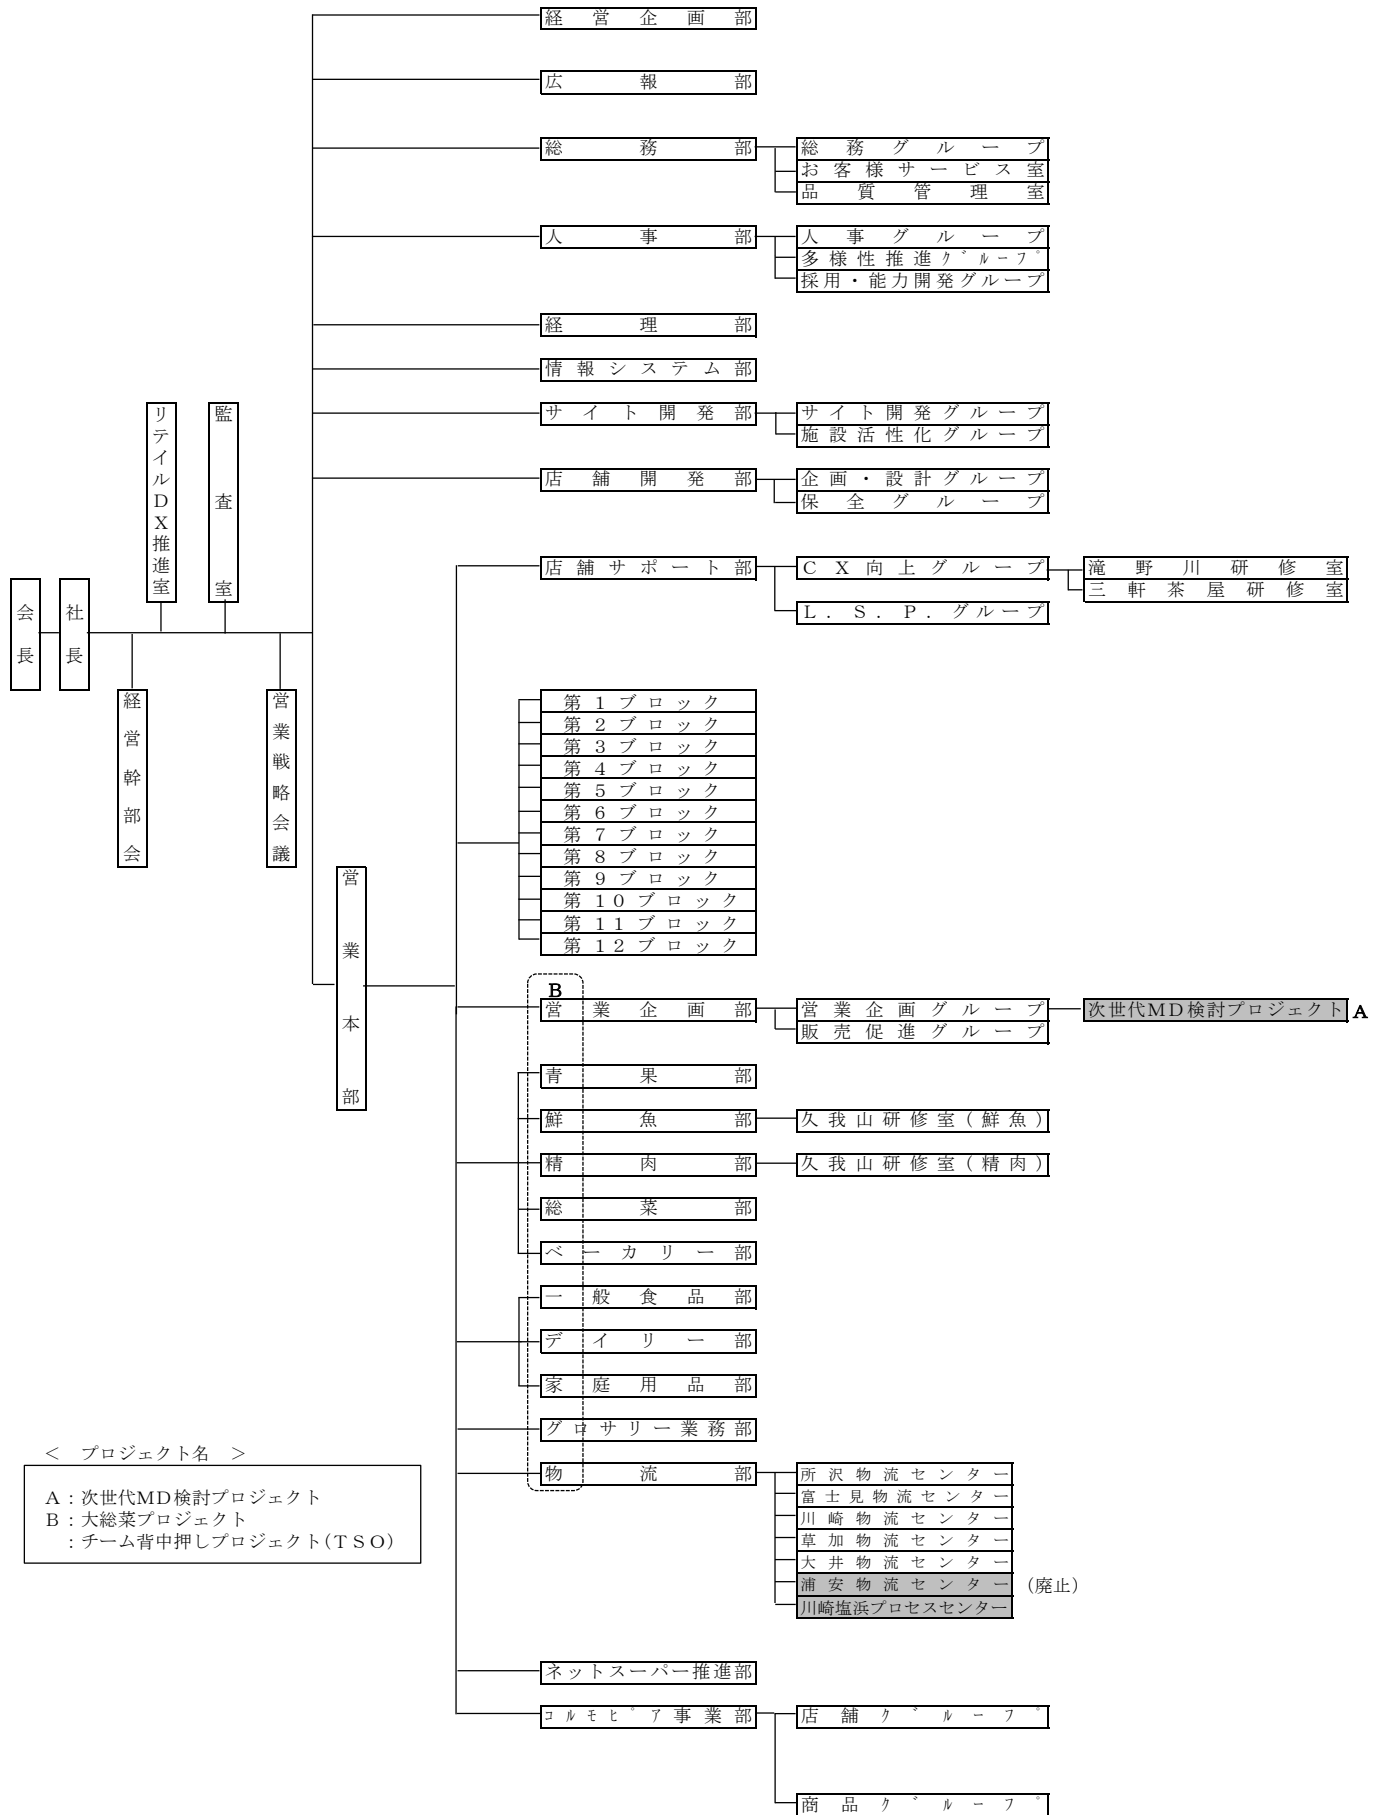 経営企画部
広報部
総務部
総務グループ
お客様サービス室
品質管理室
人事部
人事グループ
多様性推進ｸﾞﾙｰﾌﾟ
採用・能力開発グループ
経理部
情報システム部
サイト開発部
サイト開発グループ
施設活性化グループ
店舗開発部
企画・設計グループ
保全グループ
リテイルDX推進室
監査室
会長
社長
経営幹部会
営業戦略会議
営業本部
店舗サポート部
CX向上グループ
滝野川研修室
三軒茶屋研修室
L．S．P．グループ
第1ブロック
第2ブロック
第3ブロック
第4ブロック
第5ブロック
第6ブロック
第7ブロック
第8ブロック
第9ブロック
第10ブロック
第11ブロック
第12ブロック
B
営業企画部
営業企画グループ
次世代MD検討プロジェクト A
販売促進グループ
青果部
鮮魚部
久我山研修室(鮮魚)
精肉部
久我山研修室(精肉)
総菜部
ベーカリー部
一般食品部
デイリー部
家庭用品部
グロサリー業務部
物流部
所沢物流センター
富士見物流センター
川崎物流センター
草加物流センター
大井物流センター
浦安物流センター (廃止)
川崎塩浜プロセスセンター
ネットスーパー推進部
ｺﾙﾓﾋﾟｱ事業部
店舗ｸﾞﾙｰﾌﾟ
商品ｸﾞﾙｰﾌﾟ
＜ プロジェクト名 ＞
A：次世代MD検討プロジェクト
B：大総菜プロジェクト
：チーム背中押しプロジェクト(TSO)